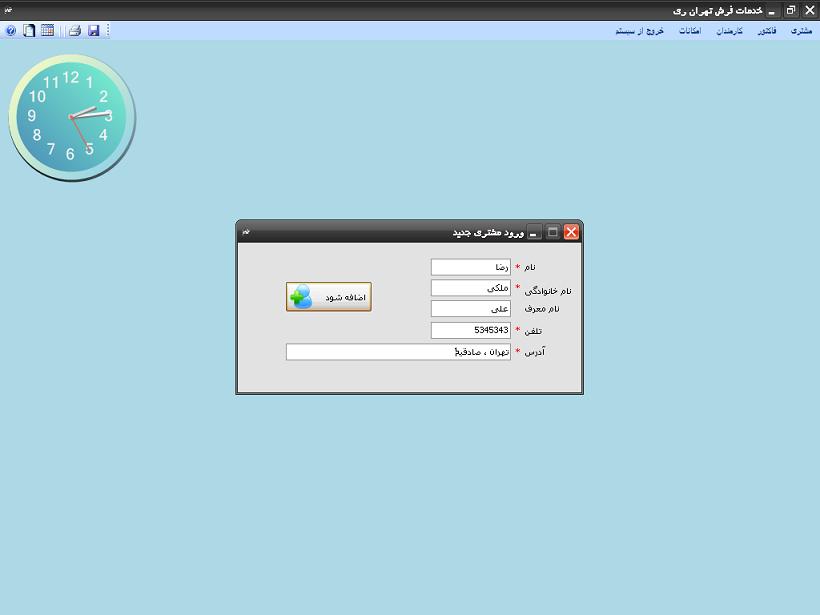 خدمات فرش تهران ری
مشتری فاکتور کارمندان امکانات خروج از سیستم
12
1
2
3
4
5
6
7
8
9
10
11
ورود مشتری جدید
نام * رضا
نام خانوادگی * ملکی
اضافه شود
نام معرف علی
تلفن * 5345343
آدرس * تهران ، صادقیه